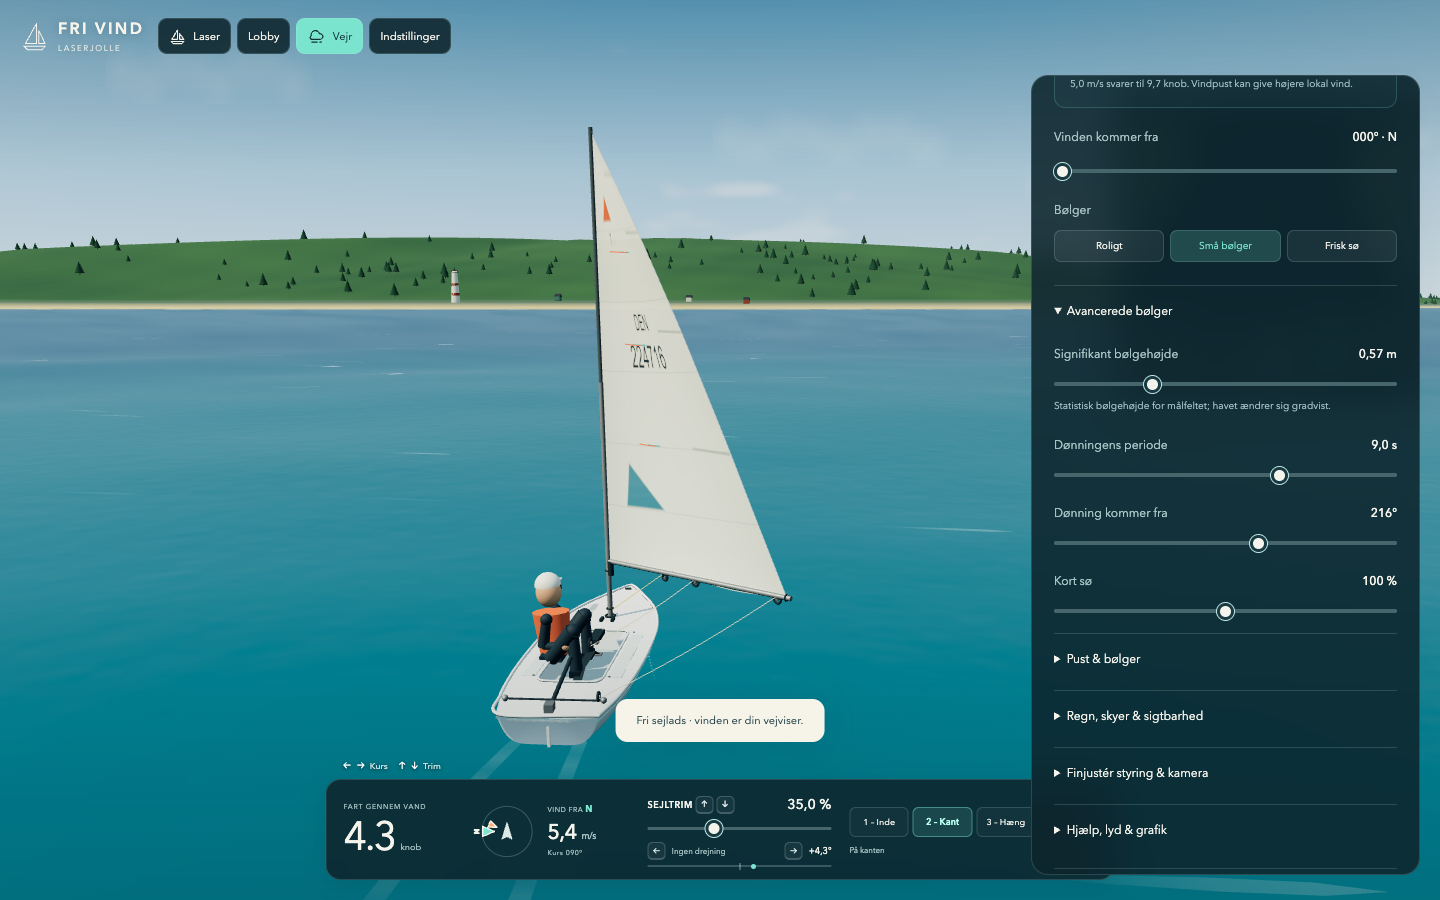 FRI VIND
LASERJOLLE
Laser
Lobby
Vejr
Indstillinger
5,0 m/s svarer til 9,7 knob. Vindpust kan give højere lokal vind.
Vinden kommer fra 000° · N
Bølger
Roligt
Små bølger
Frisk sø
▼ Avancerede bølger
Signifikant bølgehøjde 0,57 m
Statistisk bølgehøjde for målfeltet; havet ændrer sig gradvist.
Dønningens periode 9,0 s
Dønning kommer fra 216°
Kort sø 100 %
▶ Pust & bølger
▶ Regn, skyer & sigtbarhed
▶ Finjustér styring & kamera
▶ Hjælp, lyd & grafik
DEN
224716
Fri sejlads · vinden er din vejviser.
← → Kurs ↑ ↓ Trim
FART GENNEM VAND
4.3 knob
N
VIND FRA N
5,4 m/s
Kurs 090°
SEJLTRIM ↑ ↓ 35,0 %
← Ingen drejning → +4,3°
1 – Inde
2 – Kant
3 – Hæng
På kanten